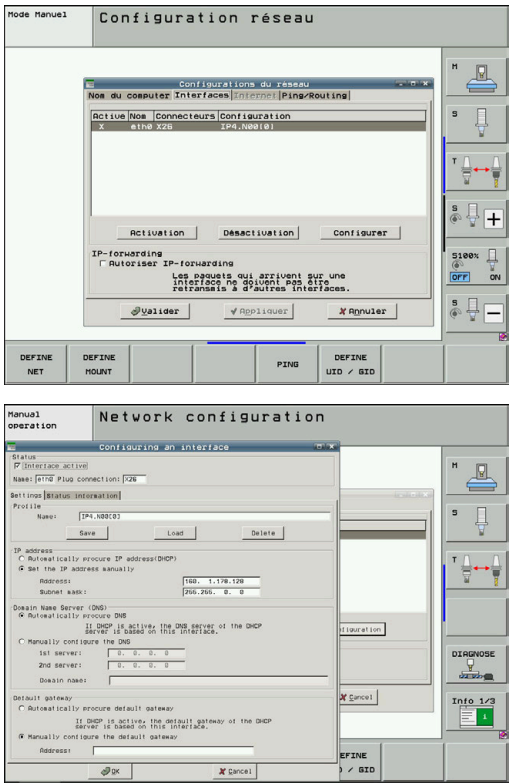 Mode Manuel
Configuration réseau
Configurations du réseau
Nom du computer Interfaces Internet Ping/Routing
Active Nom Connecteurs Configuration
X eth0 X26 IP4.N00[0]
Activation Désactivation Configurer
IP-forwarding
Autoriser IP-forwarding
Les paquets qui arrivent sur une
interface ne doivent pas être
retransmis à d'autres interfaces.
Valider Appliquer Annuler
M
S
T
S
S100%
OFF ON
S
DEFINE NET
DEFINE MOUNT
PING
DEFINE UID / GID
Manual operation
Network configuration
Configuring an interface
Status
Interface active
Name: eth0 Plug connection: X26
Settings Status information
Profile
Name: IP4.N00[0]
Save Load Delete
IP address
Automatically procure IP address(DHCP)
Set the IP address manually
Address: 160. 1.178.128
Subnet mask: 255.255. 0. 0
Domain Name Server (DNS)
Automatically procure DNS
If DHCP is active, the DNS server of the DHCP
server is based on this interface.
Manually configure the DNS
1st server: 0. 0. 0. 0
2nd server: 0. 0. 0. 0
Domain name:
Default gateway
Automatically procure default gateway
If DHCP is active, the default gateway of the DHCP
server is based on this interface.
Manually configure the default gateway
Address:
OK Cancel
figuration
Cancel
EFINE
/ GID
M
S
T
DIAGNOSE
Info 1/3